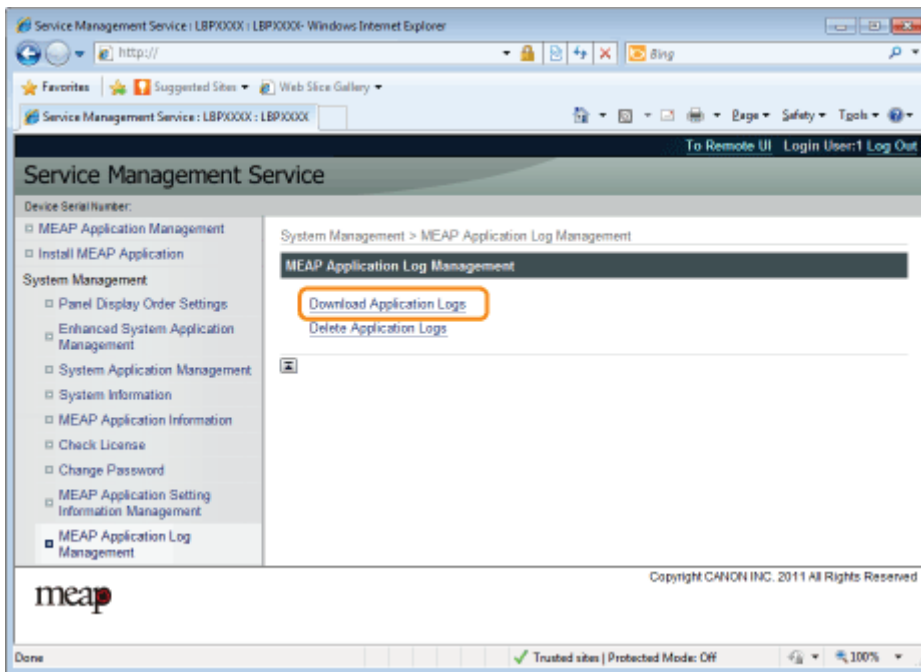 Service Management Service : LBPXXXX : LBPXXXX- Windows Internet Explorer
http://
Bing
Favorites
Suggested Sites
Web Slice Gallery
Service Management Service : LBPXXXX : LBPXXXX
Page
Safety
Tools
To Remote UI Login User:1 Log Out
Service Management Service
Device Serial Number:
MEAP Application Management
Install MEAP Application
System Management
Panel Display Order Settings
Enhanced System Application
Management
System Application Management
System Information
MEAP Application Information
Check License
Change Password
MEAP Application Setting
Information Management
MEAP Application Log
Management
System Management > MEAP Application Log Management
MEAP Application Log Management
Download Application Logs
Delete Application Logs
Copyright CANON INC. 2011 All Rights Reserved
meap
Done
Trusted sites | Protected Mode: Off
100%